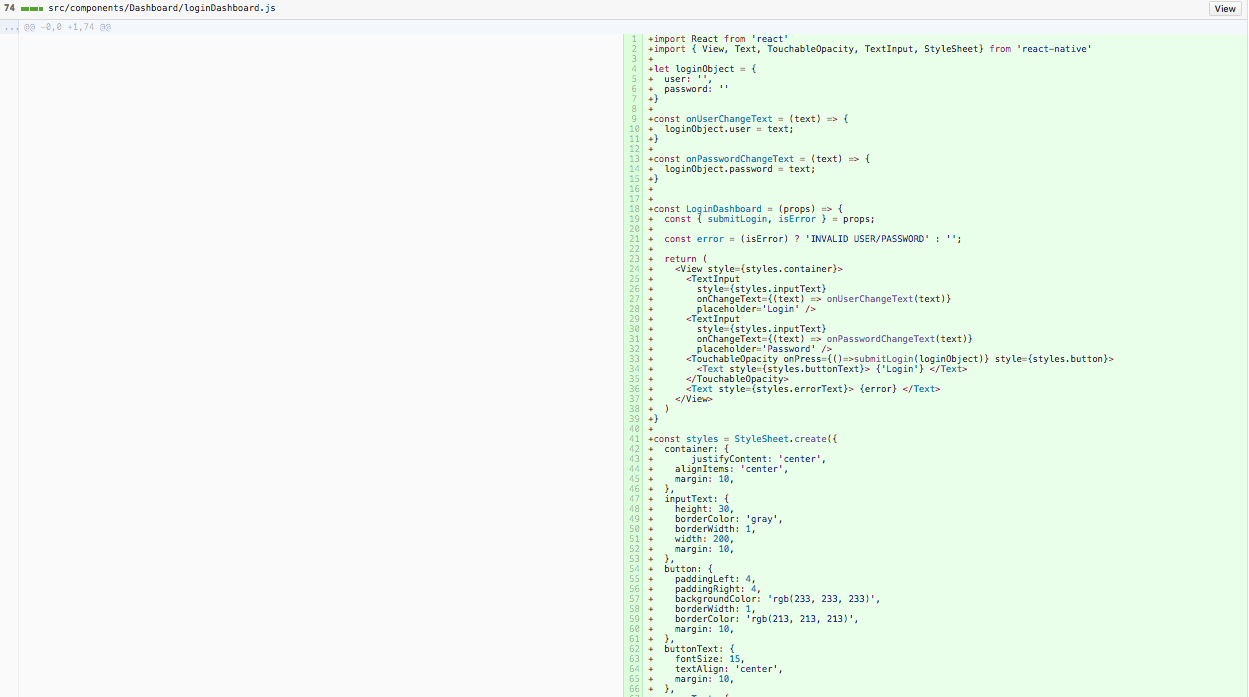 74 src/components/Dashboard/loginDashboard.js View
... @@ -0,0 +1,74 @@
1 +import React from 'react'
2 +import { View, Text, TouchableOpacity, TextInput, StyleSheet} from 'react-native'
3 +
4 +let loginObject = {
5 +  user: '',
6 +  password: ''
7 +}
8 +
9 +const onUserChangeText = (text) => {
10 +  loginObject.user = text;
11 +}
12 +
13 +const onPasswordChangeText = (text) => {
14 +  loginObject.password = text;
15 +}
16 +
17 +
18 +const LoginDashboard = (props) => {
19 +  const { submitLogin, isError } = props;
20 +
21 +  const error = (isError) ? 'INVALID USER/PASSWORD' : '';
22 +
23 +  return (
24 +    <View style={styles.container}>
25 +      <TextInput
26 +        style={styles.inputText}
27 +        onChangeText={(text) => onUserChangeText(text)}
28 +        placeholder='Login' />
29 +      <TextInput
30 +        style={styles.inputText}
31 +        onChangeText={(text) => onPasswordChangeText(text)}
32 +        placeholder='Password' />
33 +      <TouchableOpacity onPress={()=>submitLogin(loginObject)} style={styles.button}>
34 +        <Text style={styles.buttonText}> {'Login'} </Text>
35 +      </TouchableOpacity>
36 +      <Text style={styles.errorText}> {error} </Text>
37 +    </View>
38 +  )
39 +}
40 +
41 +const styles = StyleSheet.create({
42 +  container: {
43 +       justifyContent: 'center',
44 +    alignItems: 'center',
45 +    margin: 10,
46 +  },
47 +  inputText: {
48 +    height: 30,
49 +    borderColor: 'gray',
50 +    borderWidth: 1,
51 +    width: 200,
52 +    margin: 10,
53 +  },
54 +  button: {
55 +    paddingLeft: 4,
56 +    paddingRight: 4,
57 +    backgroundColor: 'rgb(233, 233, 233)',
58 +    borderWidth: 1,
59 +    borderColor: 'rgb(213, 213, 213)',
60 +    margin: 10,
61 +  },
62 +  buttonText: {
63 +    fontSize: 15,
64 +    textAlign: 'center',
65 +    margin: 10,
66 +  },